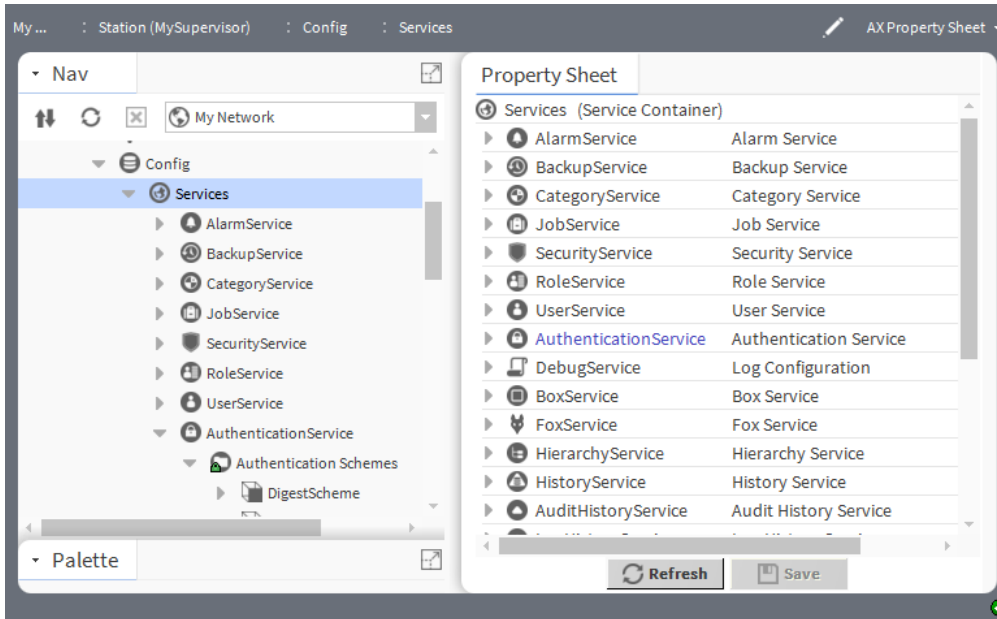 My ... : Station (MySupervisor) : Config : Services
AX Property Sheet
Nav
My Network
Config
Services
AlarmService
BackupService
CategoryService
JobService
SecurityService
RoleService
UserService
AuthenticationService
Authentication Schemes
DigestScheme
Palette
Property Sheet
Services (Service Container)
AlarmService Alarm Service
BackupService Backup Service
CategoryService Category Service
JobService Job Service
SecurityService Security Service
RoleService Role Service
UserService User Service
AuthenticationService Authentication Service
DebugService Log Configuration
BoxService Box Service
FoxService Fox Service
HierarchyService Hierarchy Service
HistoryService History Service
AuditHistoryService Audit History Service
Refresh Save